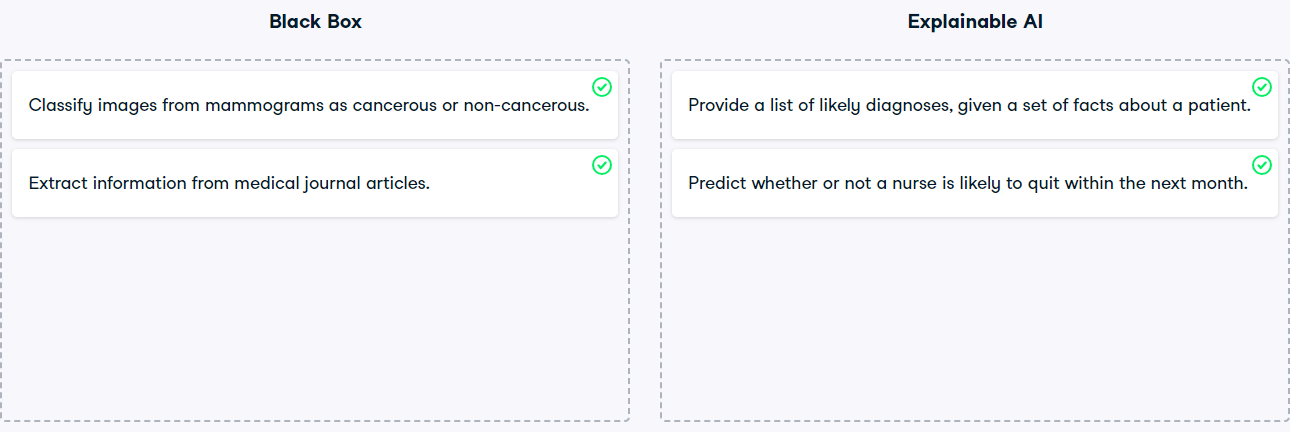 Black Box
Classify images from mammograms as cancerous or non-cancerous.
Extract information from medical journal articles.
Explainable AI
Provide a list of likely diagnoses, given a set of facts about a patient.
Predict whether or not a nurse is likely to quit within the next month.